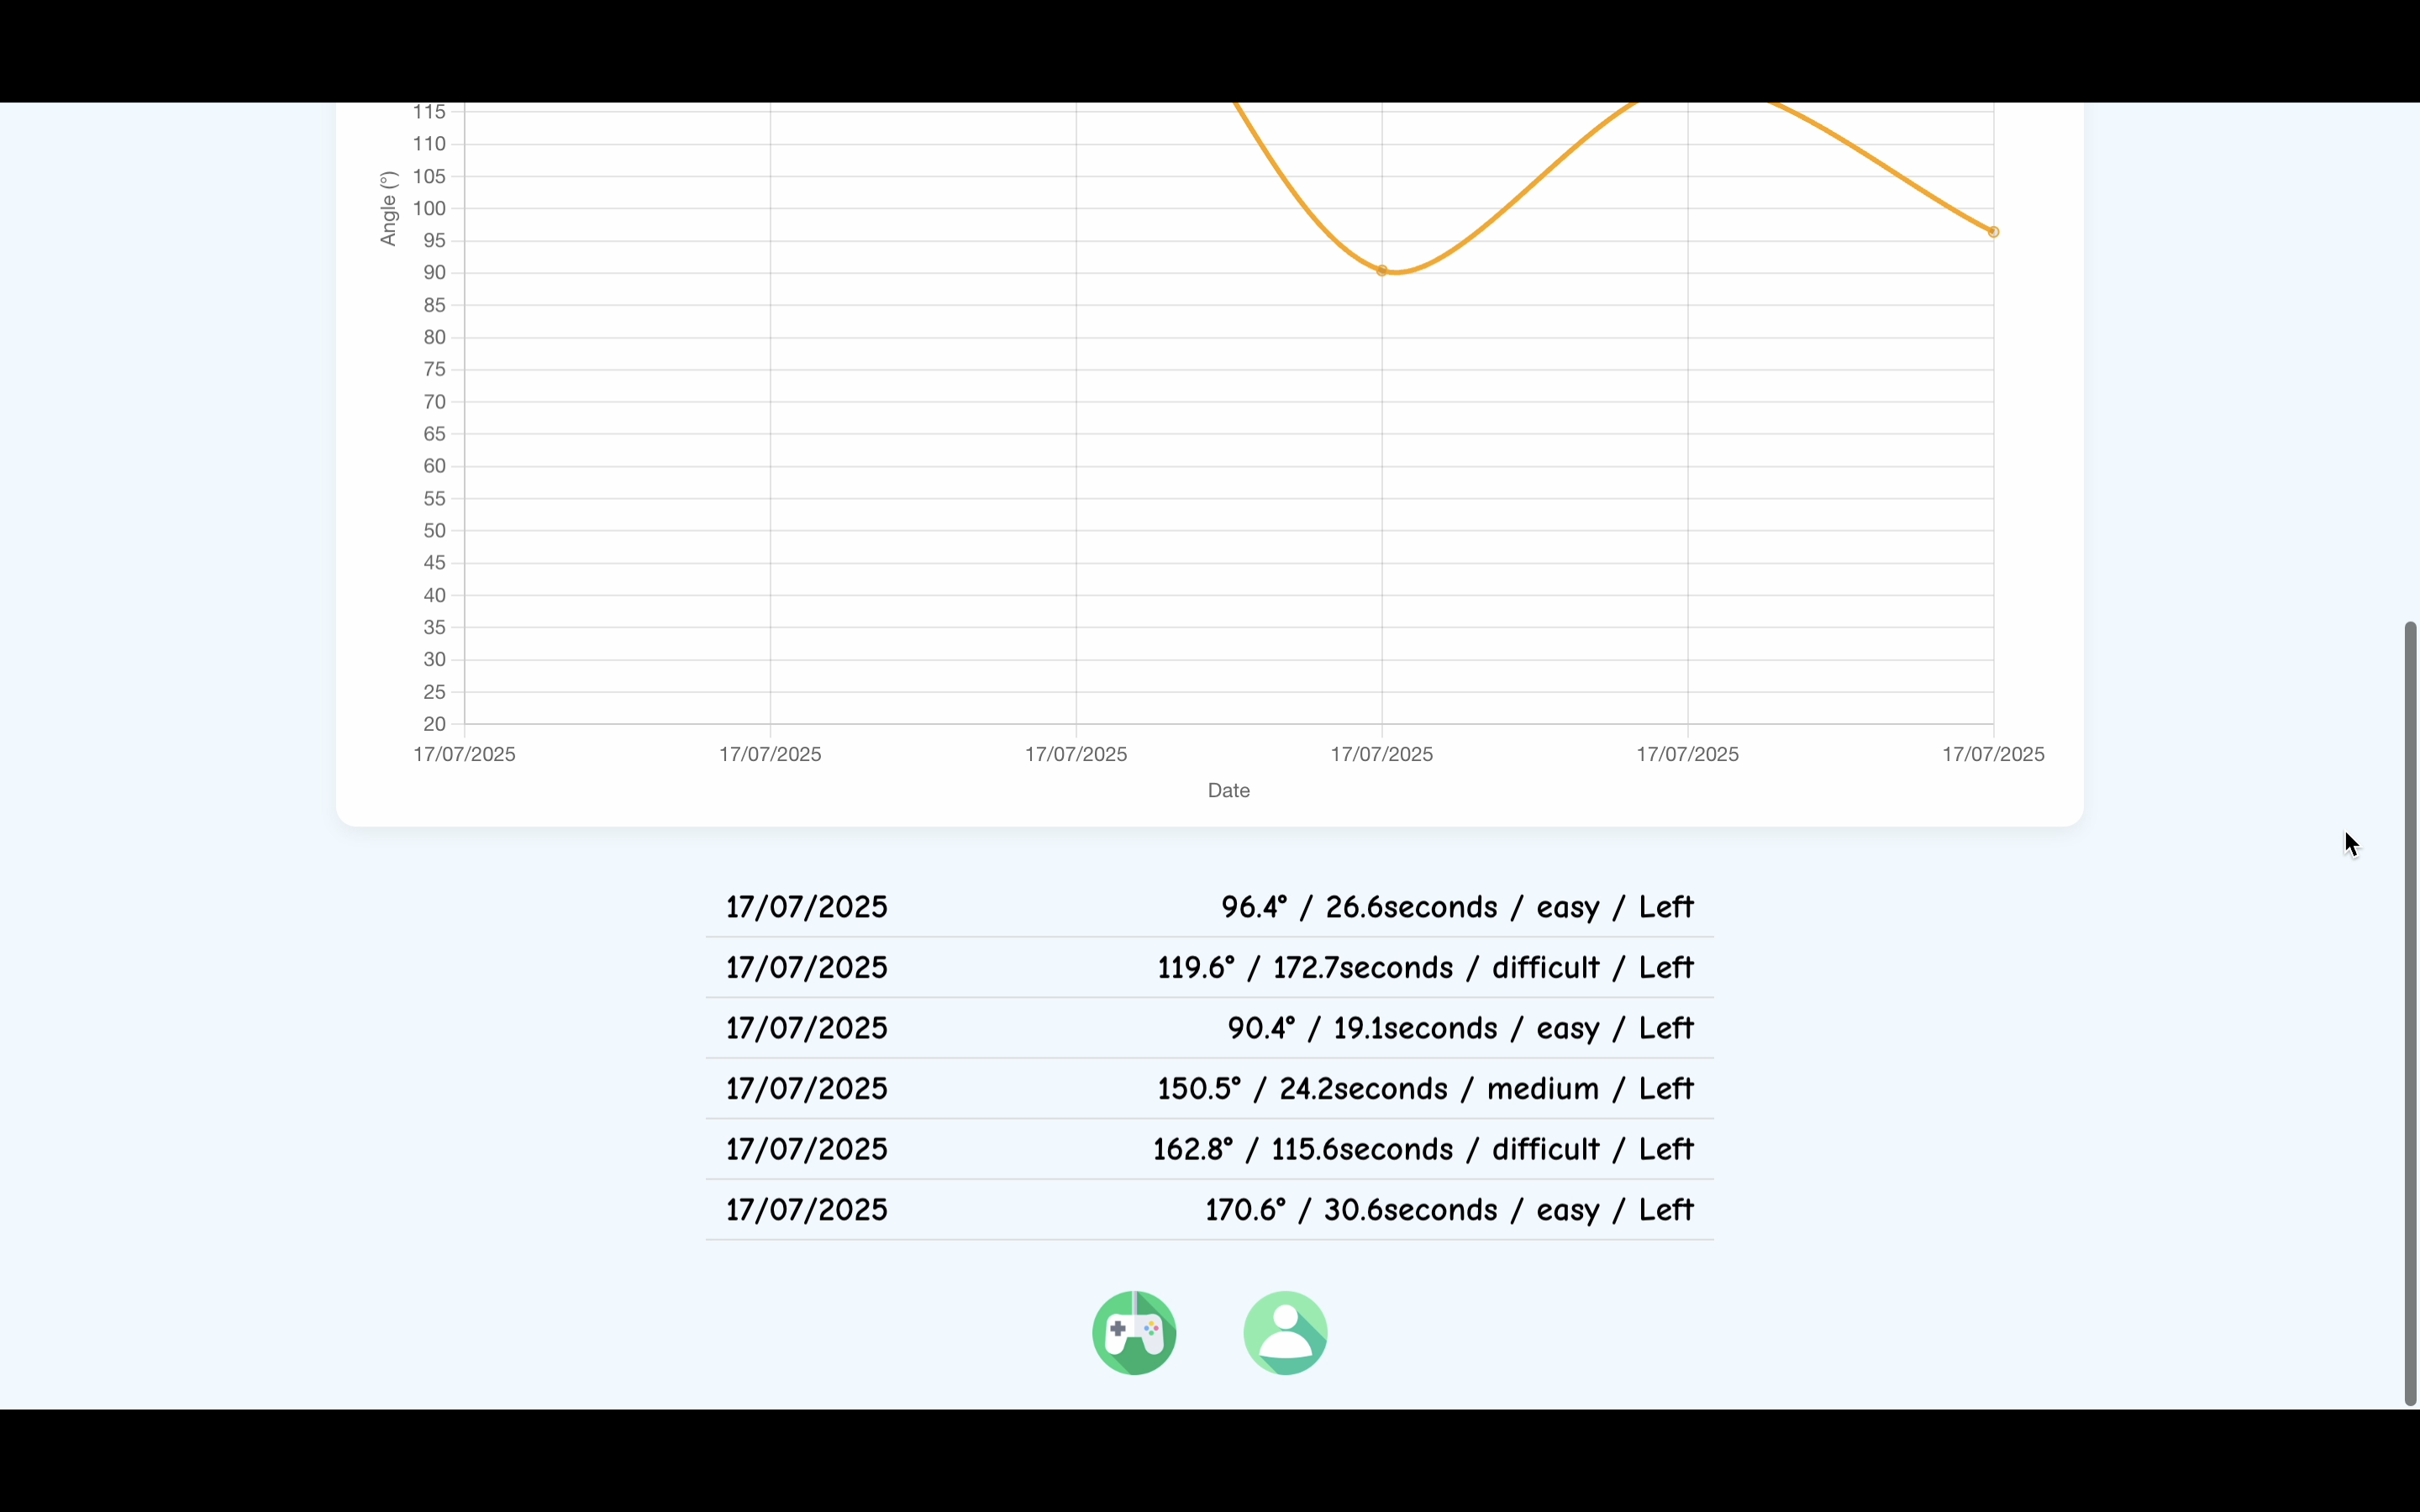 115
110
105
100
95
90
85
80
75
70
65
60
55
50
45
40
35
30
25
20
Angle (°)
17/07/2025 17/07/2025 17/07/2025 17/07/2025 17/07/2025 17/07/2025
Date
17/07/2025 96.4° / 26.6seconds / easy / Left
17/07/2025 119.6° / 172.7seconds / difficult / Left
17/07/2025 90.4° / 19.1seconds / easy / Left
17/07/2025 150.5° / 24.2seconds / medium / Left
17/07/2025 162.8° / 115.6seconds / difficult / Left
17/07/2025 170.6° / 30.6seconds / easy / Left